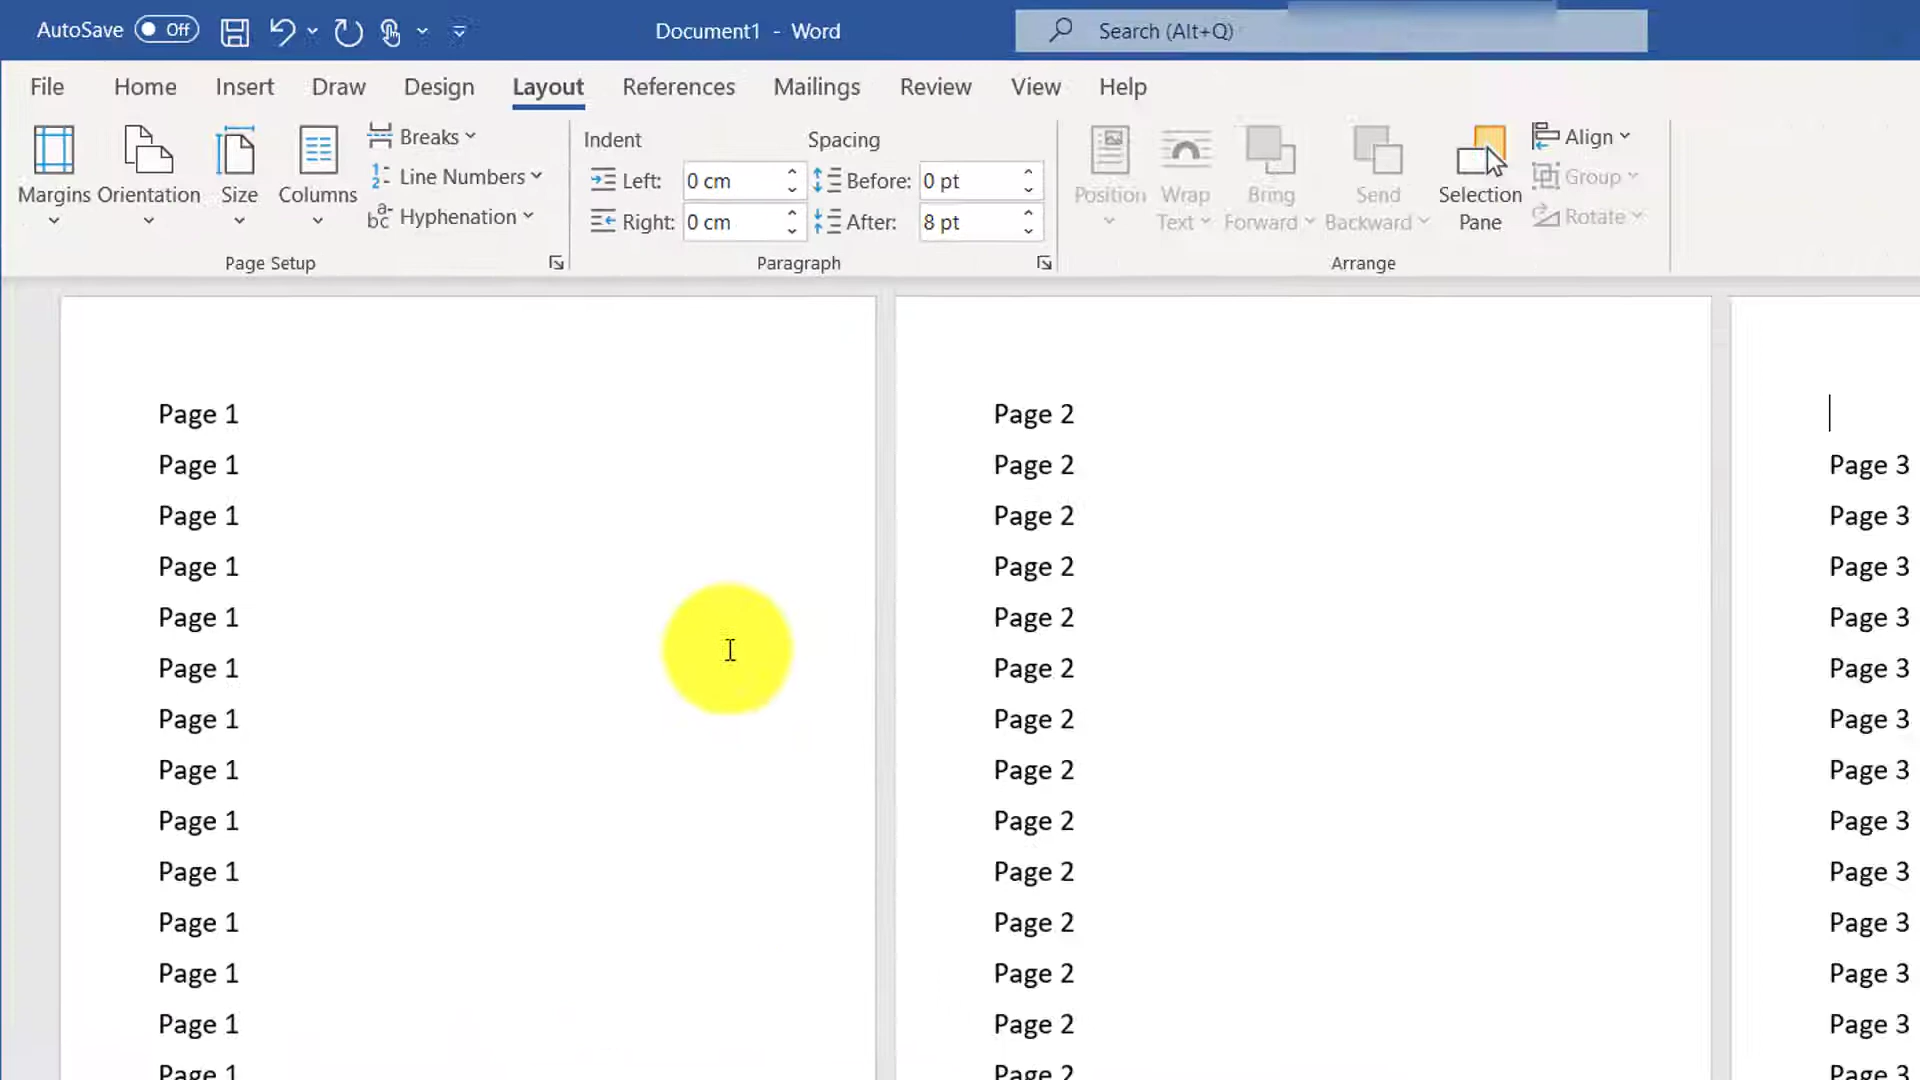 AutoSave Off Document1 - Word Search (Alt+Q)
File Home Insert Draw Design Layout References Mailings Review View Help
Margins Orientation Size Columns
Breaks
Line Numbers
Hyphenation
Page Setup
Indent Spacing
Left: 0 cm Before: 0 pt
Right: 0 cm After: 8 pt
Paragraph
Position Wrap Text Bring Forward Send Backward Selection Pane
Align
Group
Rotate
Arrange
Page 1
Page 1
Page 1
Page 1
Page 1
Page 1
Page 1
Page 1
Page 1
Page 1
Page 1
Page 1
Page 1
Page 1
Page 2
Page 2
Page 2
Page 2
Page 2
Page 2
Page 2
Page 2
Page 2
Page 2
Page 2
Page 2
Page 2
Page 2
Page 3
Page 3
Page 3
Page 3
Page 3
Page 3
Page 3
Page 3
Page 3
Page 3
Page 3
Page 3
Page 3